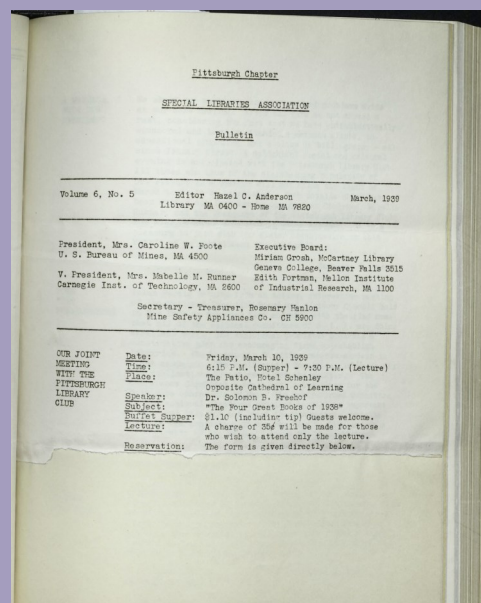 Pittsburgh Chapter
SPECIAL LIBRARIES ASSOCIATION
Bulletin
Volume 6, No. 5 Editor Hazel C. Anderson March, 1939
Library MA 0400 - Home MA 7820
President, Mrs. Caroline W. Foote Executive Board:
U. S. Bureau of Mines, MA 4500 Miriam Grosh, McCartney Library
Geneva College, Beaver Falls 3515
V. President, Mrs. Mabelle M. Runner Edith Portman, Mellon Institute
Carnegie Inst. of Technology, MA 2600 of Industrial Research, MA 1100
Secretary - Treasurer, Rosemary Hanlon
Mine Safety Appliances Co. CH 5900
OUR JOINT Date: Friday, March 10, 1939
MEETING Time: 6:15 P.M. (Supper) - 7:30 P.M. (Lecture)
WITH THE Place: The Patio, Hotel Schenley
PITTSBURGH Opposite Cathedral of Learning
LIBRARY Speaker: Dr. Solomon B. Freehof
CLUB Subject: "The Four Great Books of 1938"
Buffet Supper: $1.10 (including tip) Guests welcome.
Lecture: A charge of 35¢ will be made for those
who wish to attend only the lecture.
Reservation: The form is given directly below.